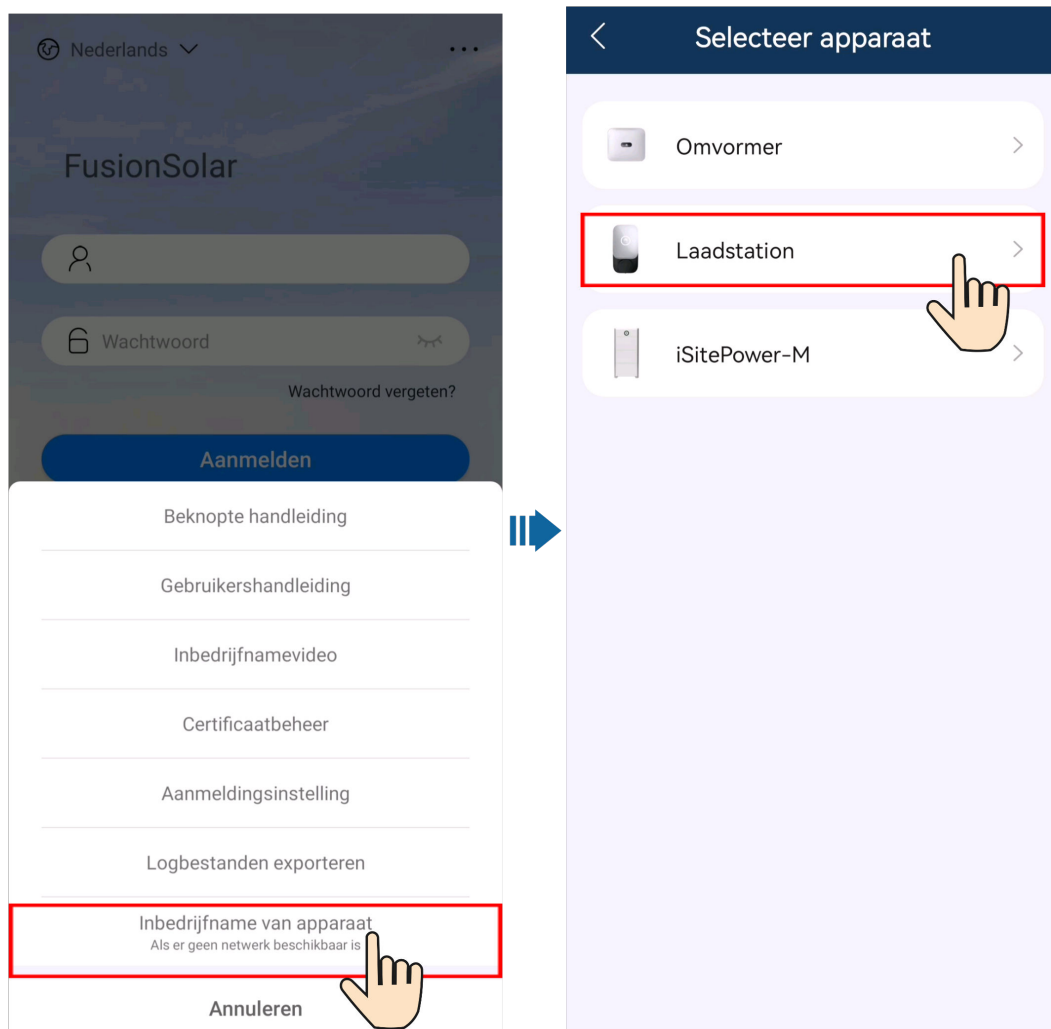 Nederlands
FusionSolar
Wachtwoord
Wachtwoord vergeten?
Aanmelden
Beknopte handleiding
Gebruikershandleiding
Inbedrijfnamevideo
Certificaatbeheer
Aanmeldingsinstelling
Logbestanden exporteren
Inbedrijfname van apparaat
Als er geen netwerk beschikbaar is
Annuleren
Selecteer apparaat
Omvormer
Laadstation
iSitePower-M